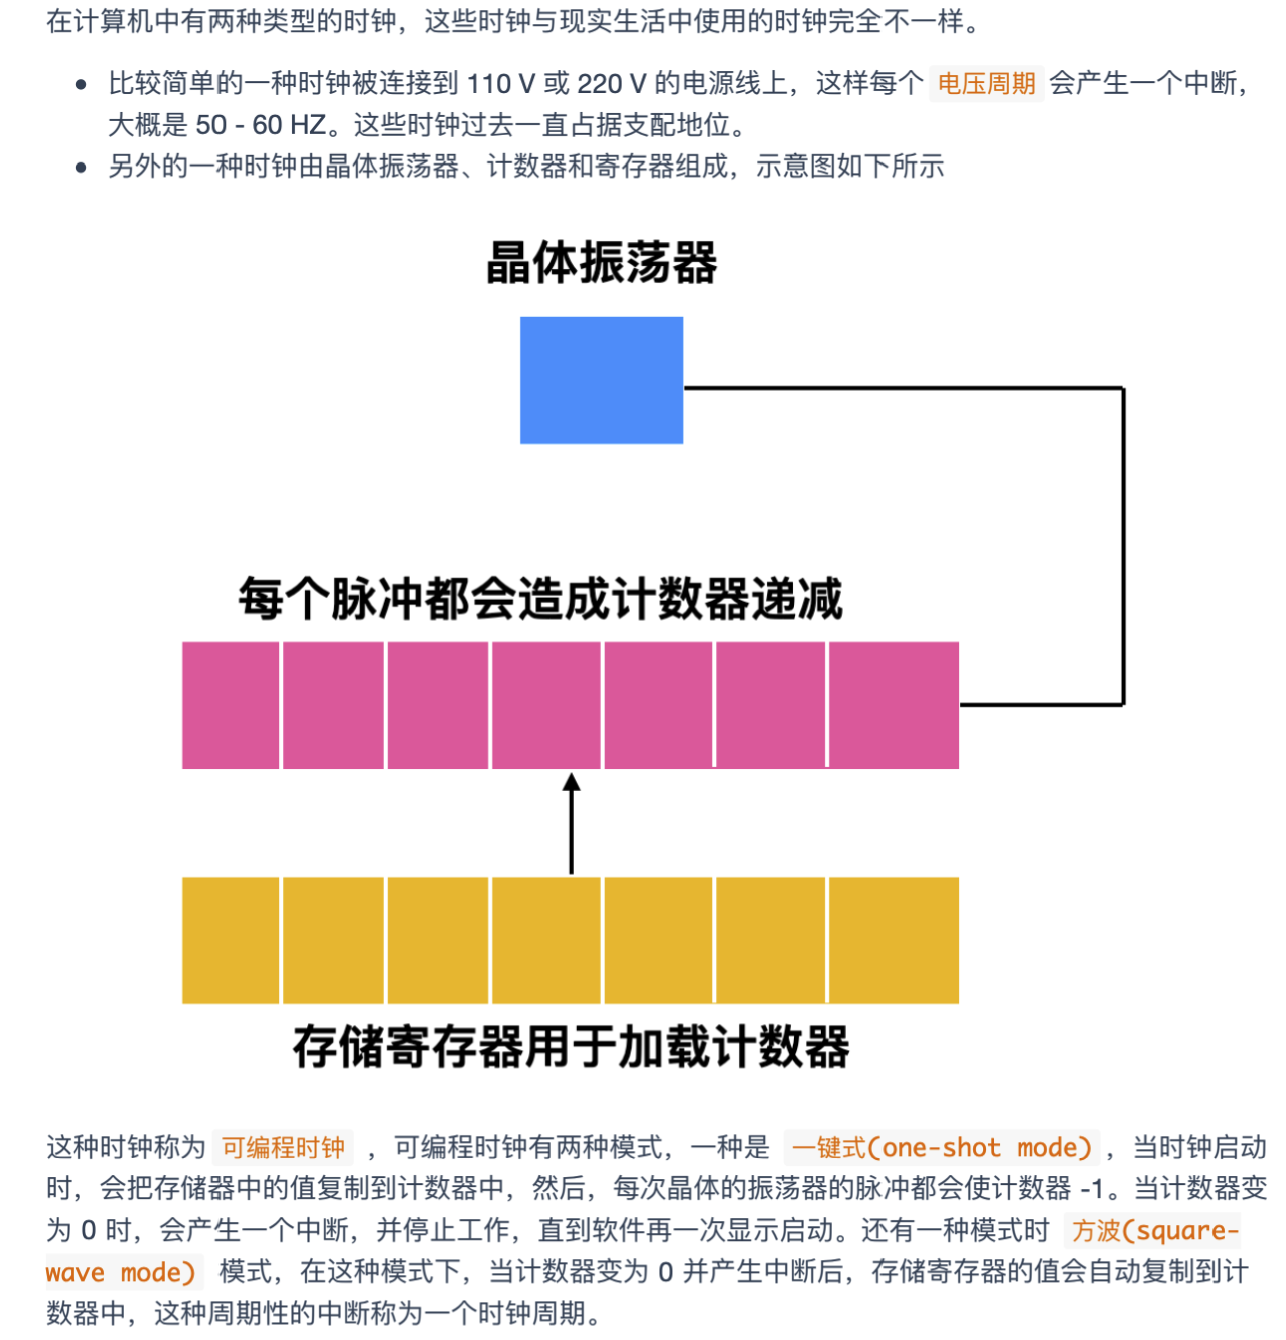 在计算机中有两种类型的时钟，这些时钟与现实生活中使用的时钟完全不一样。
比较简单的一种时钟被连接到 110 V 或 220 V 的电源线上，这样每个 电压周期 会产生一个中断，
大概是 50 - 60 HZ。这些时钟过去一直占据支配地位。
另外的一种时钟由晶体振荡器、计数器和寄存器组成，示意图如下所示
晶体振荡器
每个脉冲都会造成计数器递减
存储寄存器用于加载计数器
这种时钟称为 可编程时钟 ，可编程时钟有两种模式，一种是 一键式(one-shot mode)，当时钟启动
时，会把存储器中的值复制到计数器中，然后，每次晶体的振荡器的脉冲都会使计数器 -1。当计数器变
为 0 时，会产生一个中断，并停止工作，直到软件再一次显示启动。还有一种模式时 方波(square-
wave mode) 模式，在这种模式下，当计数器变为 0 并产生中断后，存储寄存器的值会自动复制到计
数器中，这种周期性的中断称为一个时钟周期。